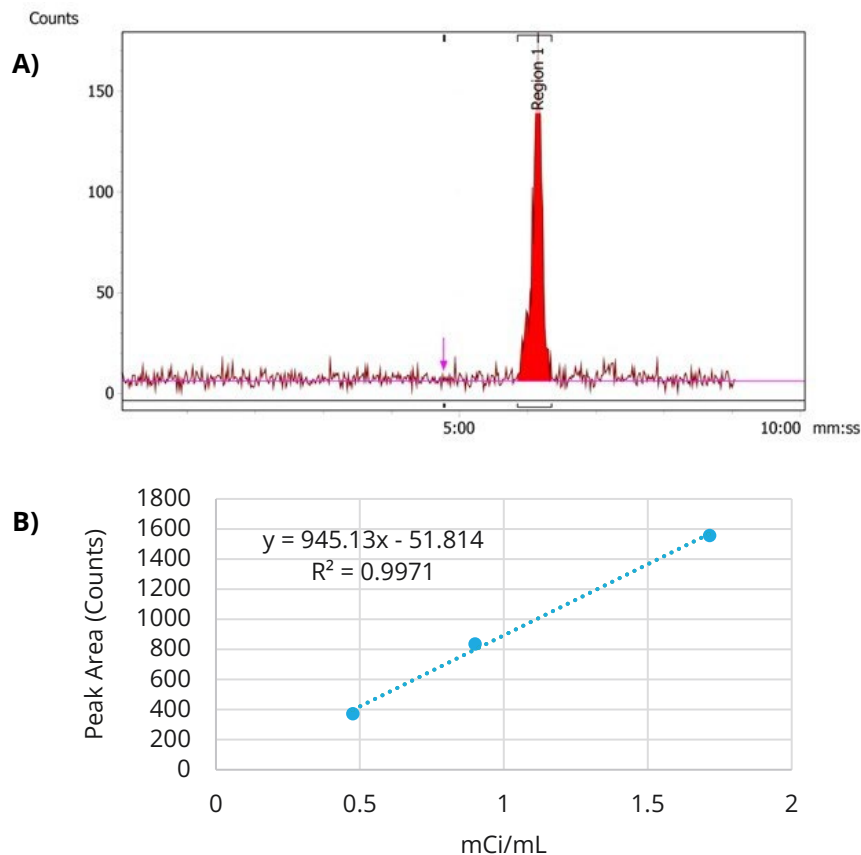 Counts
A)
150
100
50
0
Region 1
5:00
10:00 mm:ss
B)
Peak Area (Counts)
1800
1600
1400
1200
1000
800
600
400
200
0
y = 945.13x - 51.814
R² = 0.9971
0 0.5 1 1.5 2
mCi/mL